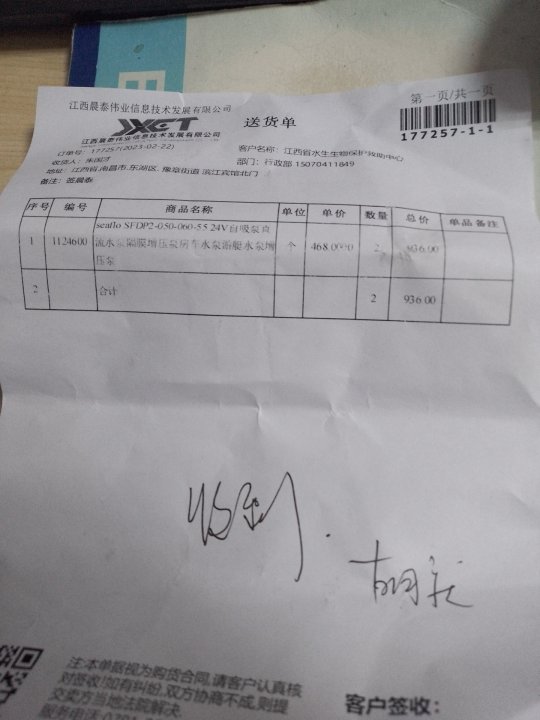 江西晨泰伟业信息技术发展有限公司
第一页/共一页
JXCT
送货单
江西晨泰伟业信息技术发展有限公司
177257-1-1
订单号: 177257(2023-02-22)
客户名称: 江西省水生生物保护救助中心
收货人: 朱国才
部门: 行政部 15070411849
地址: 江西省,南昌市,东湖区, 豫章街道 滨江宾馆北门
备注: 签晨泰
序号 编号 商品名称 单位 单价 数量 总价 单品备注
1 1124600 seaflo SFDP2-050-060-55 24V自吸泵直流水泵隔膜增压泵房车水泵游艇水泵增压泵 个 468.0000 2 936.00
2 合计 2 936.00
收到.
注:本单据视为购货合同,请客户认真核
对签收!如有纠纷,双方协商不成,则提
交卖方当地法院解决
客户签收:
服务电话:0791